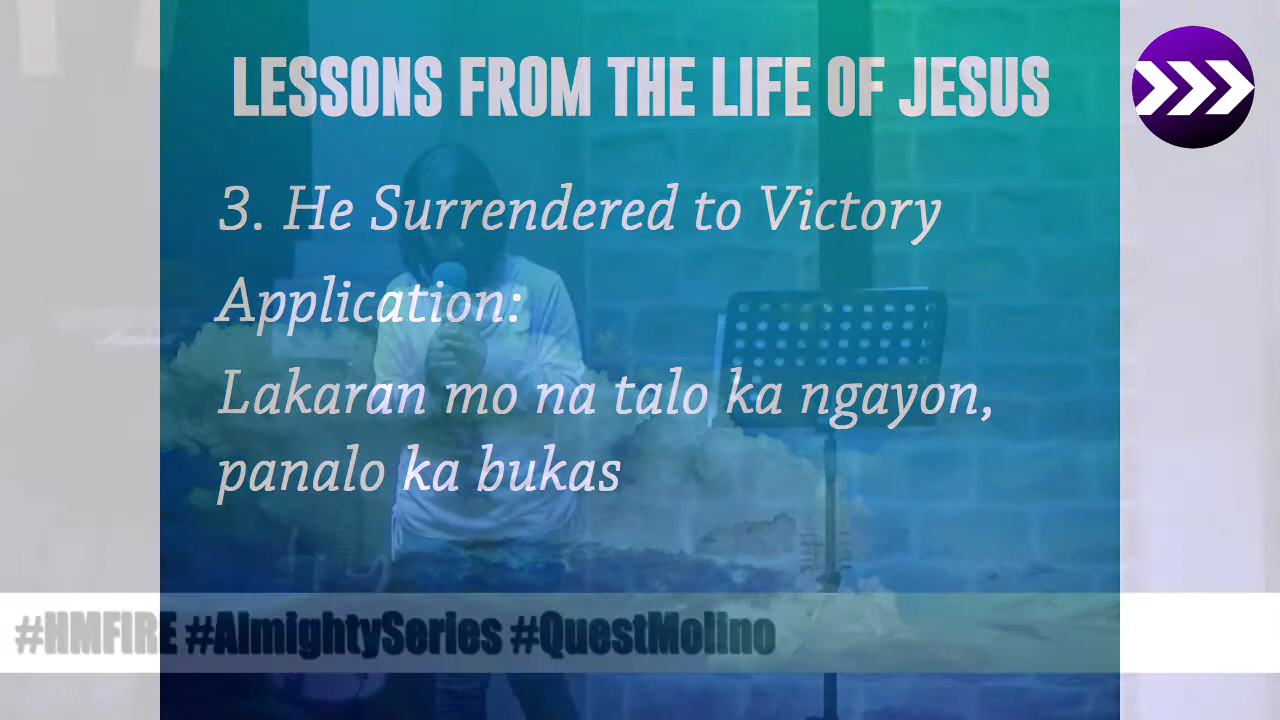 LESSONS FROM THE LIFE OF JESUS
3. He Surrendered to Victory
Application:
Lakaran mo na talo ka ngayon,
panalo ka bukas
#HMFIRE #AlmightySeries #QuestMolino